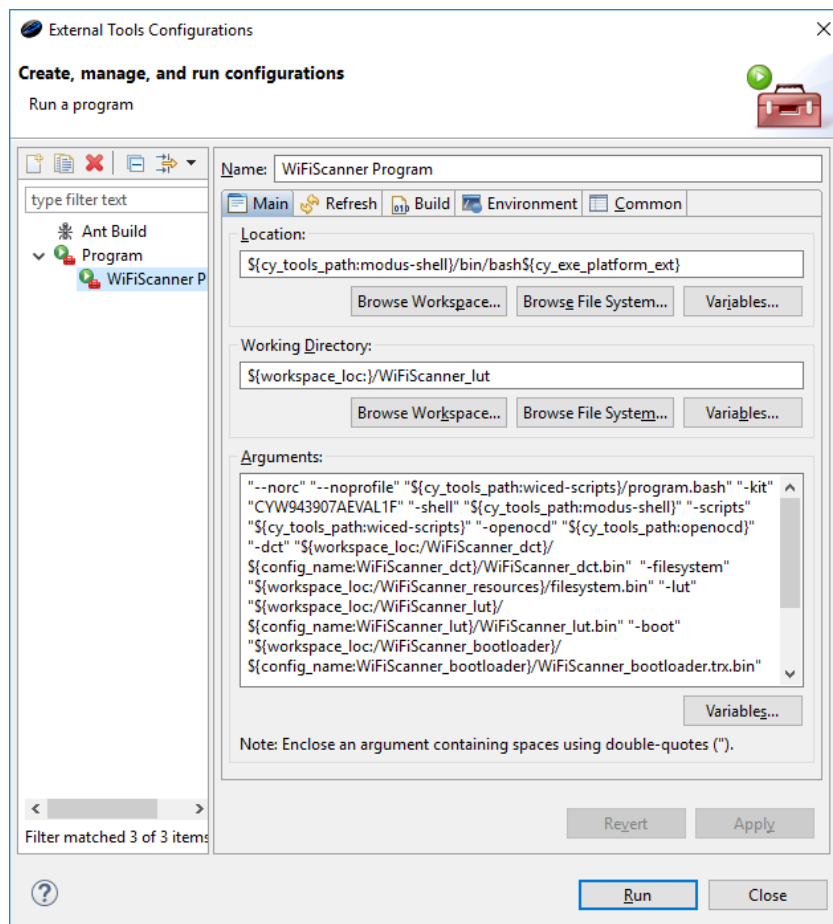 External Tools Configurations
Create, manage, and run configurations
Run a program
type filter text
Ant Build
Program
WiFiScanner P
Filter matched 3 of 3 items
Name: WiFiScanner Program
Main Refresh Build Environment Common
Location:
${cy_tools_path:modus-shell}/bin/bash${cy_exe_platform_ext}
Browse Workspace... Browse File System... Variables...
Working Directory:
${workspace_loc:}/WiFiScanner_lut
Browse Workspace... Browse File System... Variables...
Arguments:
"--norc" "--noprofile" "${cy_tools_path:wiced-scripts}/program.bash" "-kit"
"CYW943907AEVAL1F" "-shell" "${cy_tools_path:modus-shell}" "-scripts"
"${cy_tools_path:wiced-scripts}" "-openocd" "${cy_tools_path:openocd}"
"-dct" "${workspace_loc:/WiFiScanner_dct}/
${config_name:WiFiScanner_dct}/WiFiScanner_dct.bin" "-filesystem"
"${workspace_loc:/WiFiScanner_resources}/filesystem.bin" "-lut"
"${workspace_loc:/WiFiScanner_lut}/
${config_name:WiFiScanner_lut}/WiFiScanner_lut.bin" "-boot"
"${workspace_loc:/WiFiScanner_bootloader}/
${config_name:WiFiScanner_bootloader}/WiFiScanner_bootloader.trx.bin"
Variables...
Note: Enclose an argument containing spaces using double-quotes (").
Revert Apply
Run Close